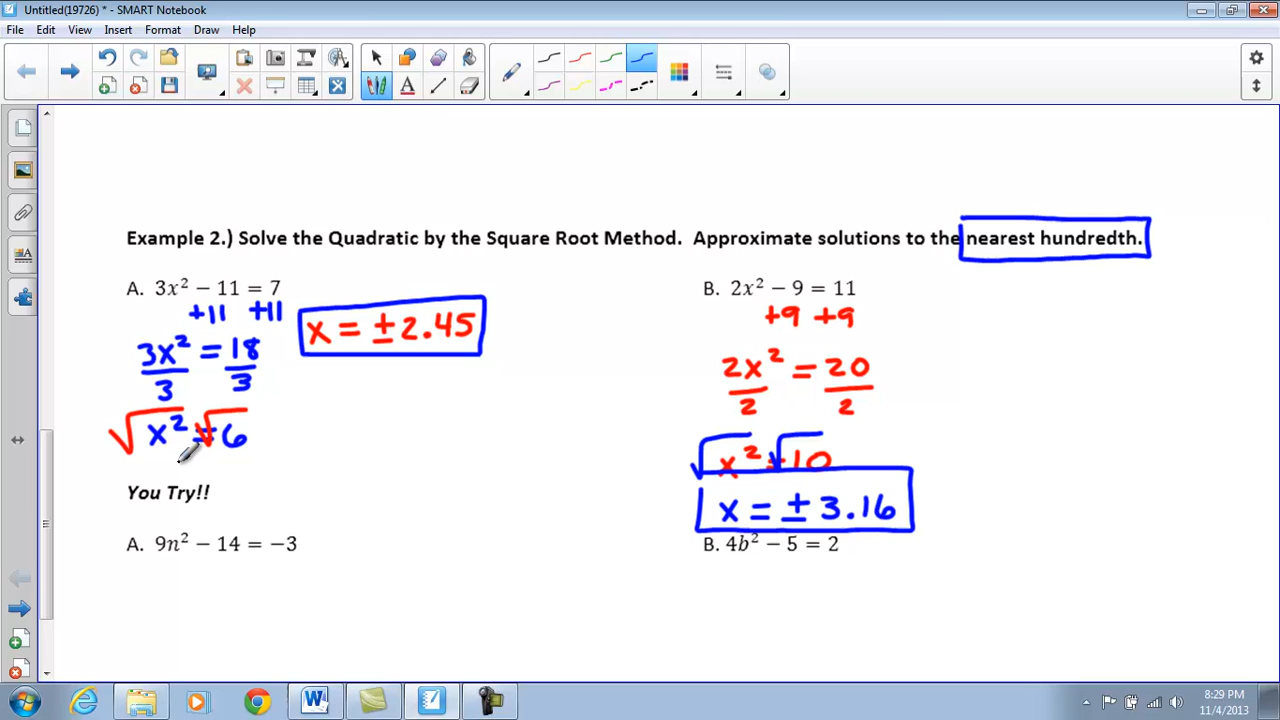 Untitled(19726) * - SMART Notebook
File Edit View Insert Format Draw Help
Example 2.) Solve the Quadratic by the Square Root Method. Approximate solutions to the nearest hundredth.
A. 3x² − 11 = 7
+11 +11
3x² = 18
3 3
√x² = √6
x = ±2.45
B. 2x² − 9 = 11
+9 +9
2x² = 20
2 2
√x² = √10
x = ± 3.16
You Try!!
A. 9n² − 14 = −3
B. 4b² − 5 = 2
8:29 PM
11/4/2013